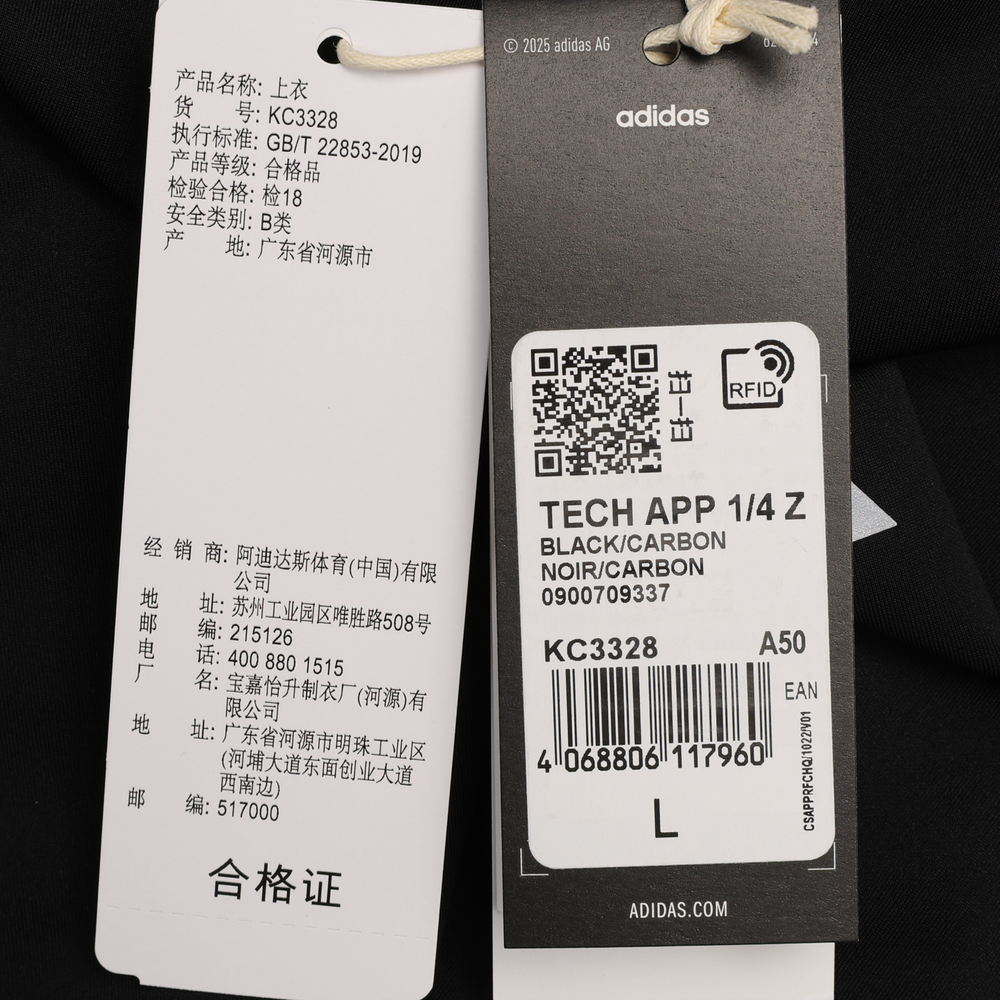 产品名称: 上衣
货 号: KC3328
执行标准: GB/T 22853-2019
产品等级: 合格品
检验合格: 检18
安全类别: B类
产 地: 广东省河源市
经 销 商: 阿迪达斯体育(中国)有限
公司
地 址: 苏州工业园区唯胜路508号
邮 编: 215126
电 话: 400 880 1515
厂 名: 宝嘉怡升制衣厂(河源)有
限公司
地 址: 广东省河源市明珠工业区
(河埔大道东面创业大道
西南边)
邮 编: 517000
合格证
© 2025 adidas AG
adidas
RFID
TECH APP 1/4 Z
BLACK/CARBON
NOIR/CARBON
0900709337
KC3328 A50
EAN
4 068806 117960
CSAPPRFCHQ/1022/V01
L
ADIDAS.COM